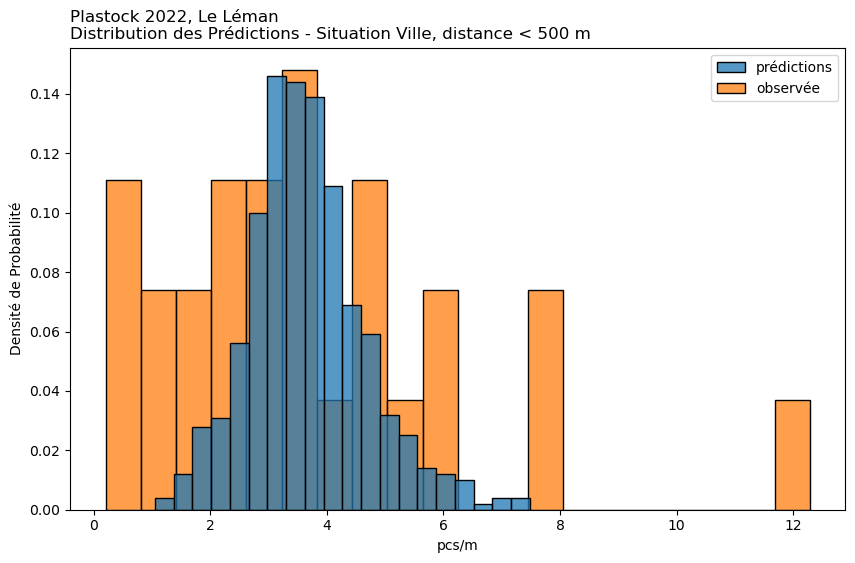 Plastock 2022, Le Léman
Distribution des Prédictions - Situation Ville, distance < 500 m
prédictions
observée
Densité de Probabilité
0.14
0.12
0.10
0.08
0.06
0.04
0.02
0.00
0 2 4 6 8 10 12
pcs/m